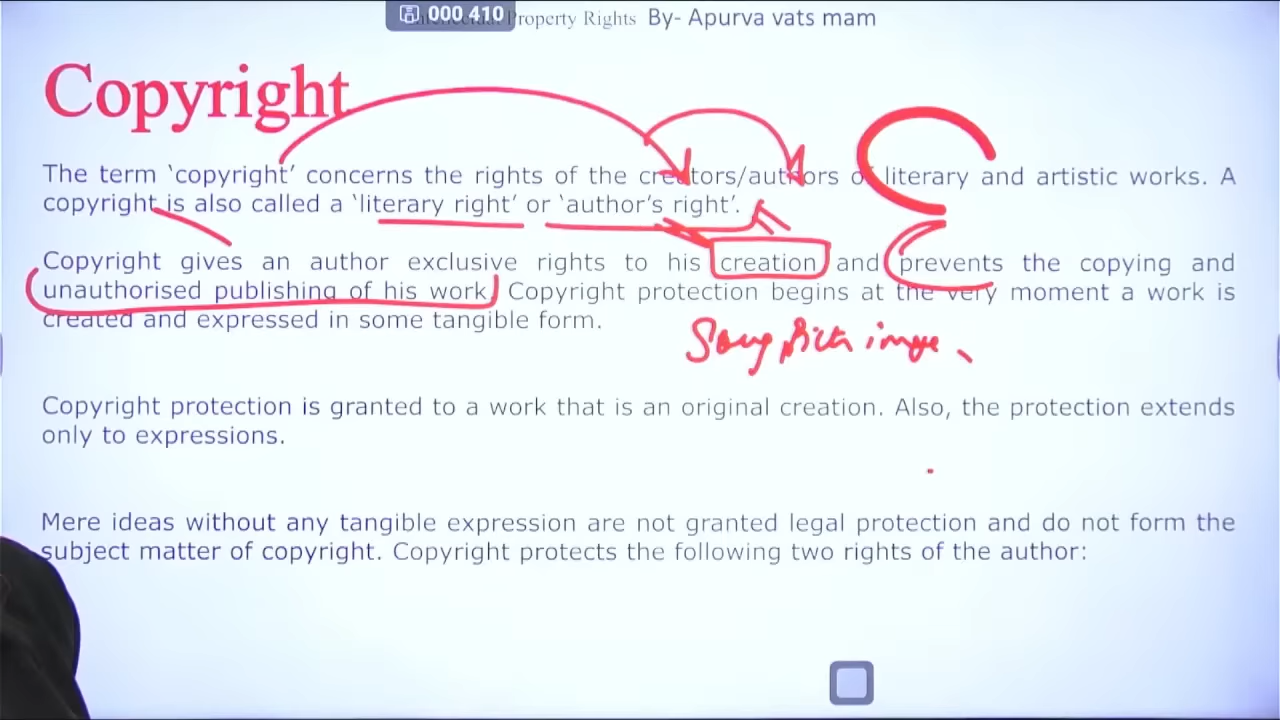 000 410
Property Rights By- Apurva vats mam
Copyright
The term ‘copyright’ concerns the rights of the creators/authors of literary and artistic works. A
copyright is also called a ‘literary right’ or ‘author’s right’.
Copyright gives an author exclusive rights to his creation and prevents the copying and
unauthorised publishing of his work. Copyright protection begins at the very moment a work is
created and expressed in some tangible form.
Song image
Copyright protection is granted to a work that is an original creation. Also, the protection extends
only to expressions.
Mere ideas without any tangible expression are not granted legal protection and do not form the
subject matter of copyright. Copyright protects the following two rights of the author: